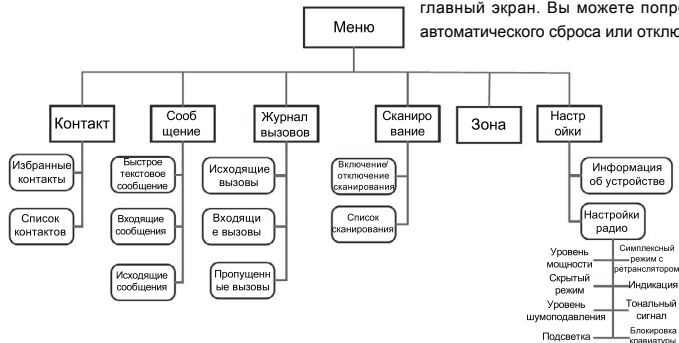 главный экран. Вы можете попро
автоматического сброса или отклю
Меню
Контакт
Сооб
щение
Журнал
вызовов
Сканиро
вание
Зона
Настр
ойки
Избранные
контакты
Список
контактов
Быстрое
текстовое
сообщение
Входящие
сообщения
Исходящие
сообщения
Исходящие
вызовы
Входящи
е вызовы
Пропущенн
ые вызовы
Включение/
отключение
сканирования
Список
сканирования
Информация
об устройстве
Настройки
радио
Уровень
мощности
Симплексный
режим с
ретранслятором
Скрытый
режим
Индикация
Уровень
шумоподавления
Тональный
сигнал
Подсветка
Блокировка
клавиатуры